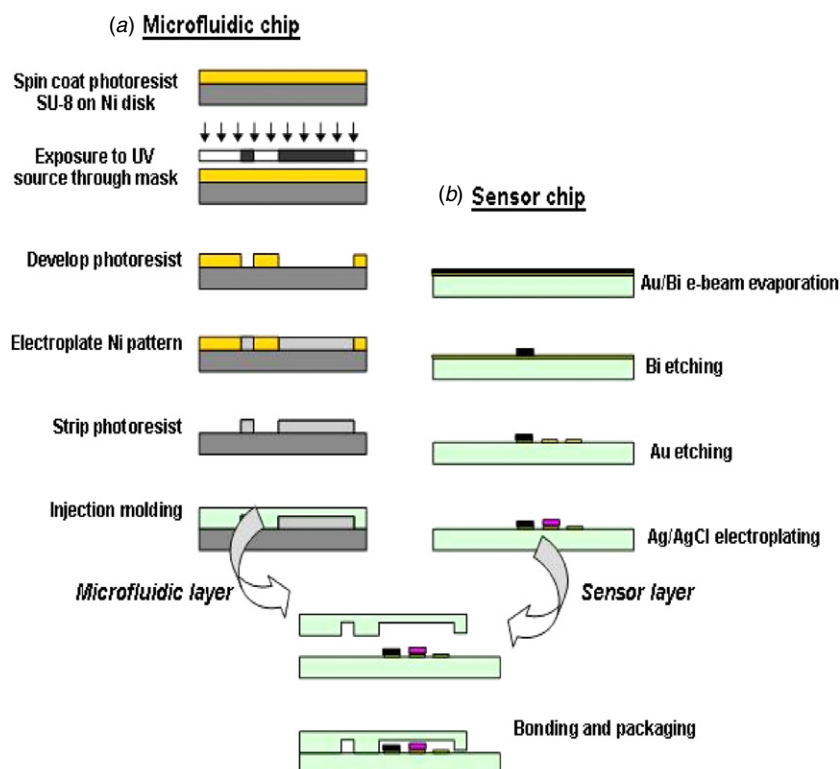 (a) Microfluidic chip
Spin coat photoresist
SU-8 on Ni disk
Exposure to UV
source through mask
Develop photoresist
Electroplate Ni pattern
Strip photoresist
Injection molding
Microfluidic layer
(b) Sensor chip
Au/Bi e-beam evaporation
Bi etching
Au etching
Ag/AgCl electroplating
Sensor layer
Bonding and packaging